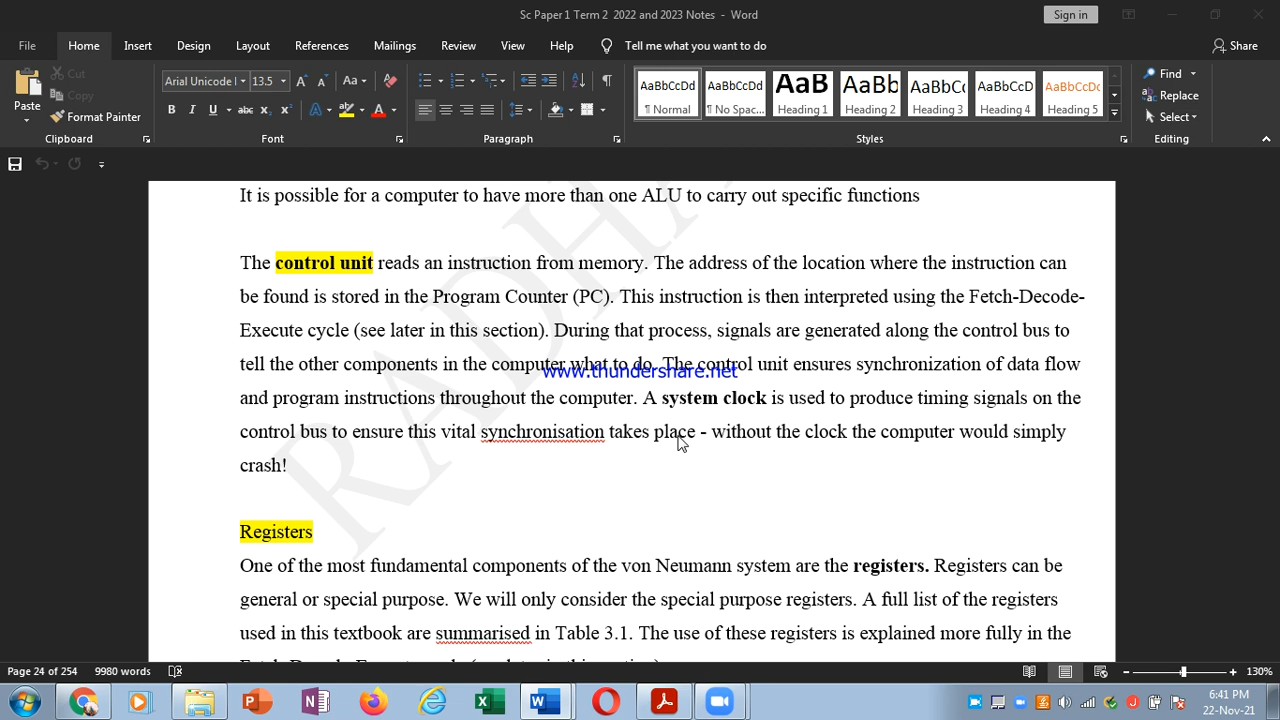 Sc Paper 1 Term 2 2022 and 2023 Notes - Word
Sign in
File Home Insert Design Layout References Mailings Review View Help Tell me what you want to do Share
Paste
Cut
Copy
Format Painter
Clipboard
Arial Unicode I 13.5
Aa
B I U abc x₂ x²
Font
Paragraph
AaBbCcDd AaBbCcDd AaB AaBbC AaBbCc AaBbCcD AaBbCcDd
¶ Normal ¶ No Spac... Heading 1 Heading 2 Heading 3 Heading 4 Heading 5
Styles
Find
Replace
Select
Editing
It is possible for a computer to have more than one ALU to carry out specific functions
The control unit reads an instruction from memory. The address of the location where the instruction can
be found is stored in the Program Counter (PC). This instruction is then interpreted using the Fetch-Decode-
Execute cycle (see later in this section). During that process, signals are generated along the control bus to
tell the other components in the computer what to do. The control unit ensures synchronization of data flow
www.thundershare.net
and program instructions throughout the computer. A system clock is used to produce timing signals on the
control bus to ensure this vital synchronisation takes place - without the clock the computer would simply
crash!
Registers
One of the most fundamental components of the von Neumann system are the registers. Registers can be
general or special purpose. We will only consider the special purpose registers. A full list of the registers
used in this textbook are summarised in Table 3.1. The use of these registers is explained more fully in the
RADHA
Page 24 of 254 9980 words 130%
6:41 PM
22-Nov-21